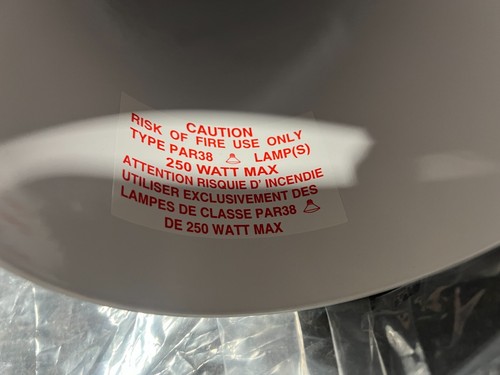 CAUTION
RISK OF FIRE USE ONLY
TYPE PAR38 LAMP(S)
250 WATT MAX
ATTENTION RISQUIE D' INCENDIE
UTILISER EXCLUSIVEMENT DES
LAMPES DE CLASSE PAR38
DE 250 WATT MAX